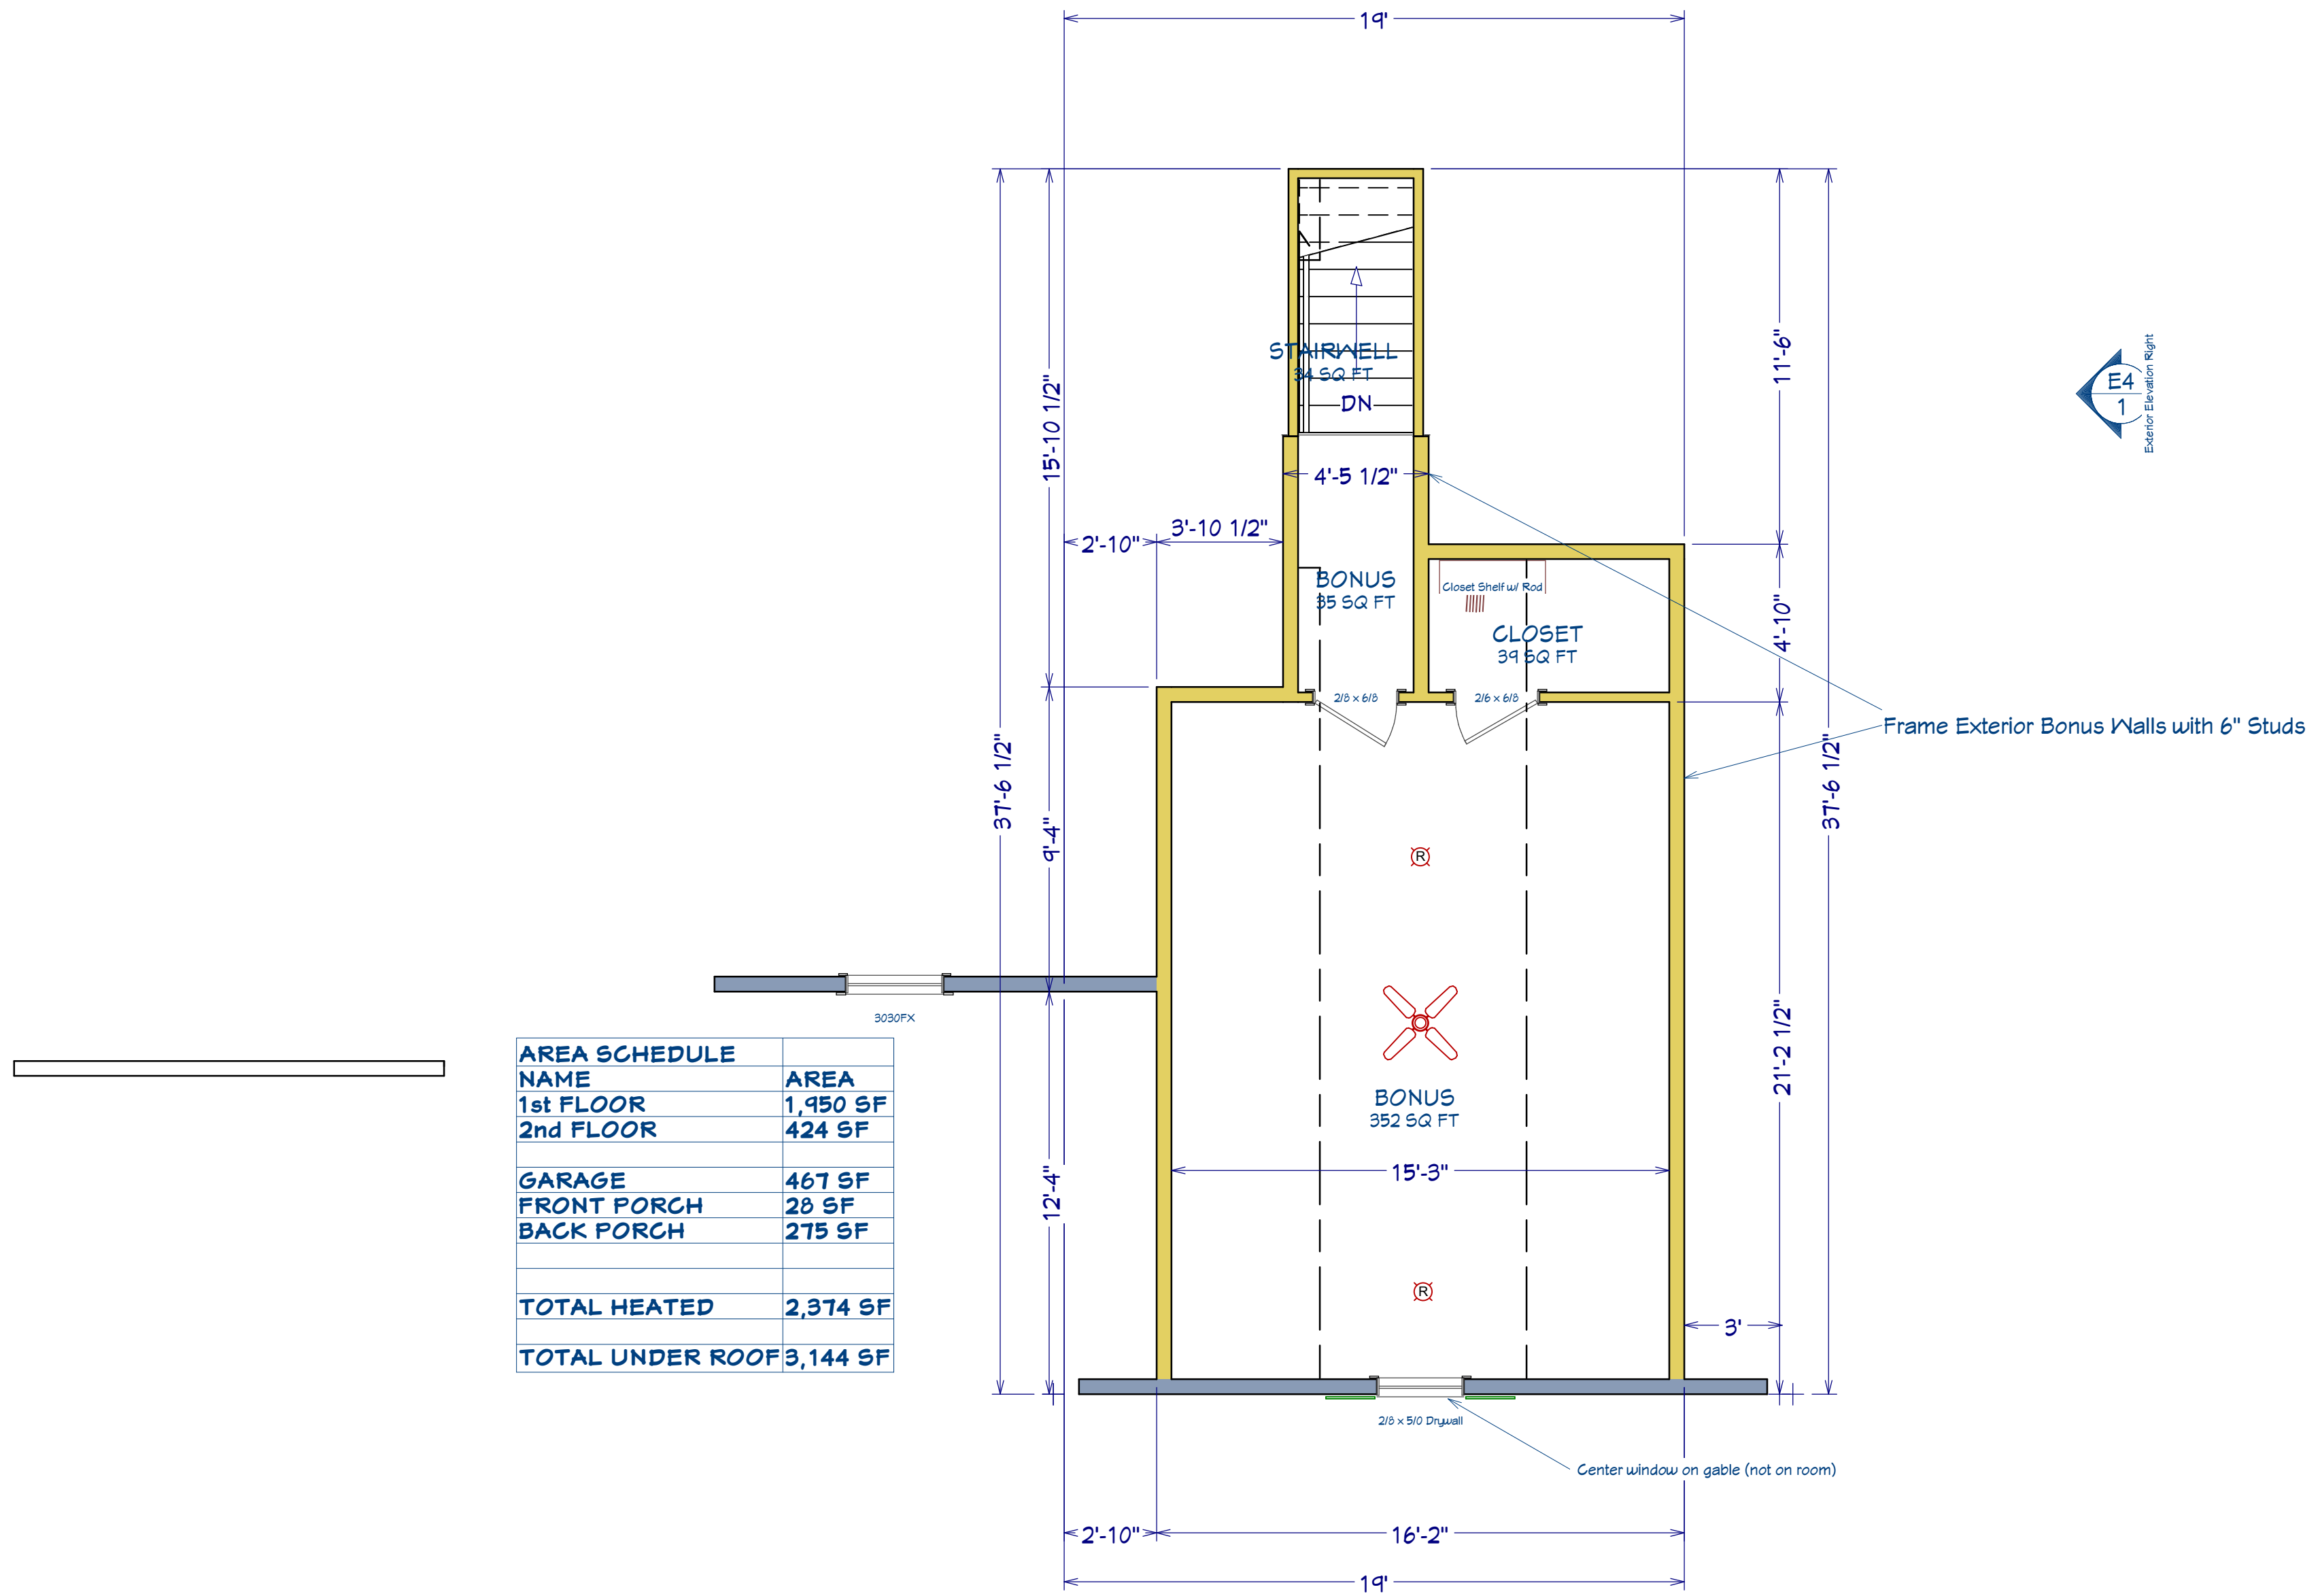 19'
STAIRWELL
34 SQ FT
DN
11'-6"
15'-10 1/2"
E4
1
Exterior Elevation Right
4'-5 1/2"
3'-10 1/2"
2'-10"
BONUS
35 SQ FT
Closet Shelf w/ Rod
CLOSET
39 SQ FT
4'-10"
2/8 x 6/8
2/6 x 6/8
Frame Exterior Bonus Walls with 6" Studs
37'-6 1/2"
37'-6 1/2"
9'-4"
R
3030FX
AREA SCHEDULE
NAME AREA
1st FLOOR 1,950 SF
2nd FLOOR 424 SF
GARAGE 467 SF
FRONT PORCH 28 SF
BACK PORCH 275 SF
TOTAL HEATED 2,374 SF
TOTAL UNDER ROOF 3,144 SF
BONUS
352 SQ FT
21'-2 1/2"
15'-3"
12'-4"
R
3'
2/8 x 5/0 Drywall
Center window on gable (not on room)
2'-10"
16'-2"
19'